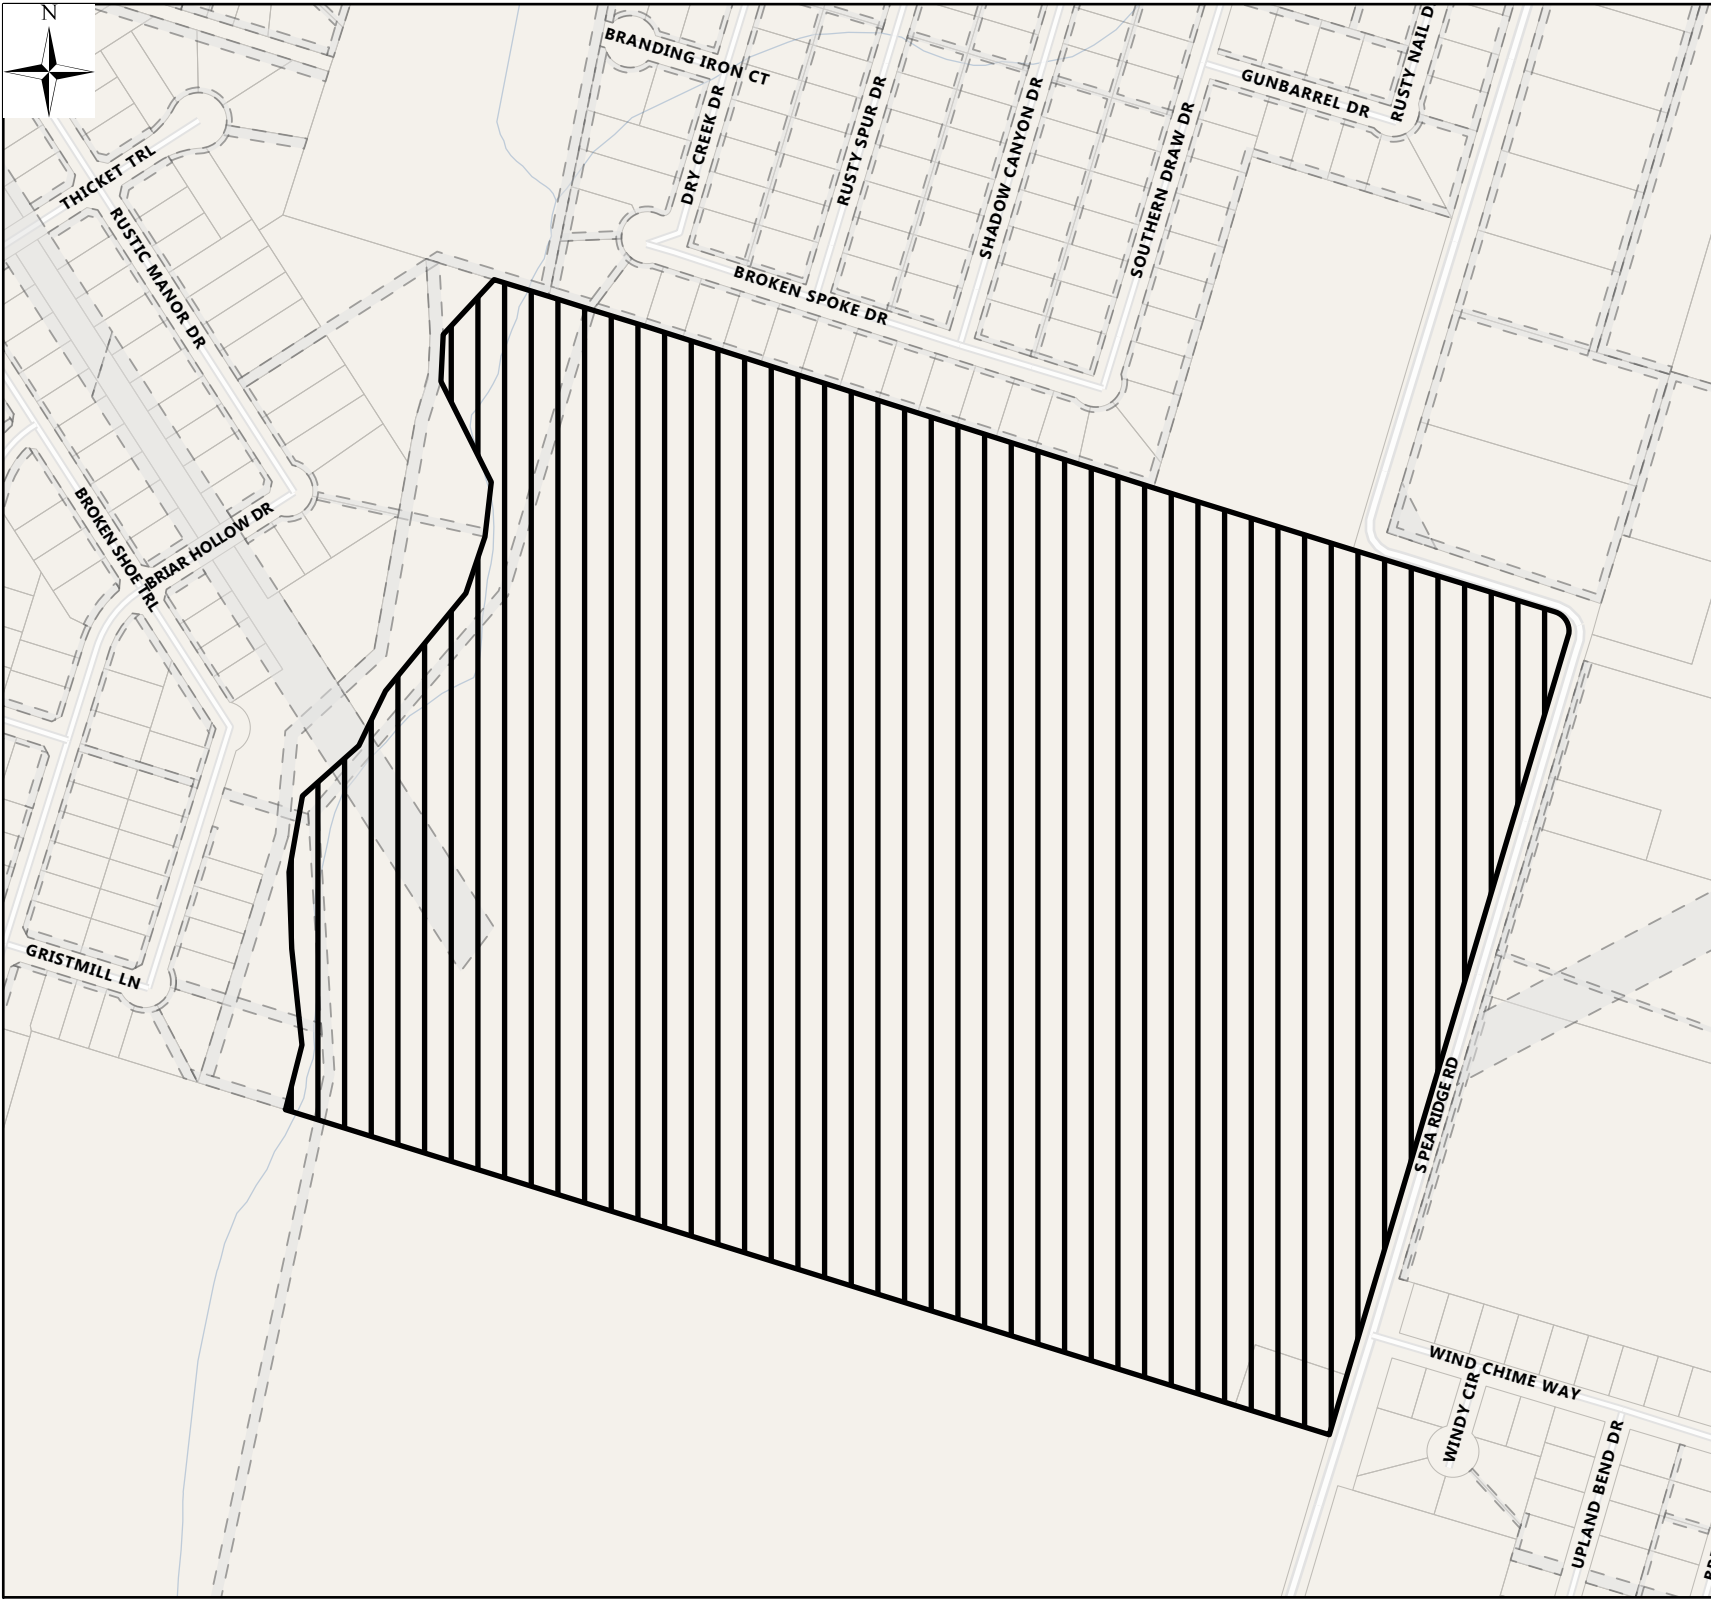 N
BRANDING IRON CT
RUSTY NAIL D
GUNBARREL DR
DRY CREEK DR
RUSTY SPUR DR
SHADOW CANYON DR
SOUTHERN DRAW DR
THICKET TRL
RUSTIC MANOR DR
BROKEN SPOKE DR
BROKEN SHOE TRL
BRIAR HOLLOW DR
GRISTMILL LN
S PEA RIDGE RD
WIND CHIME WAY
WINDY CIR
UPLAND BEND DR